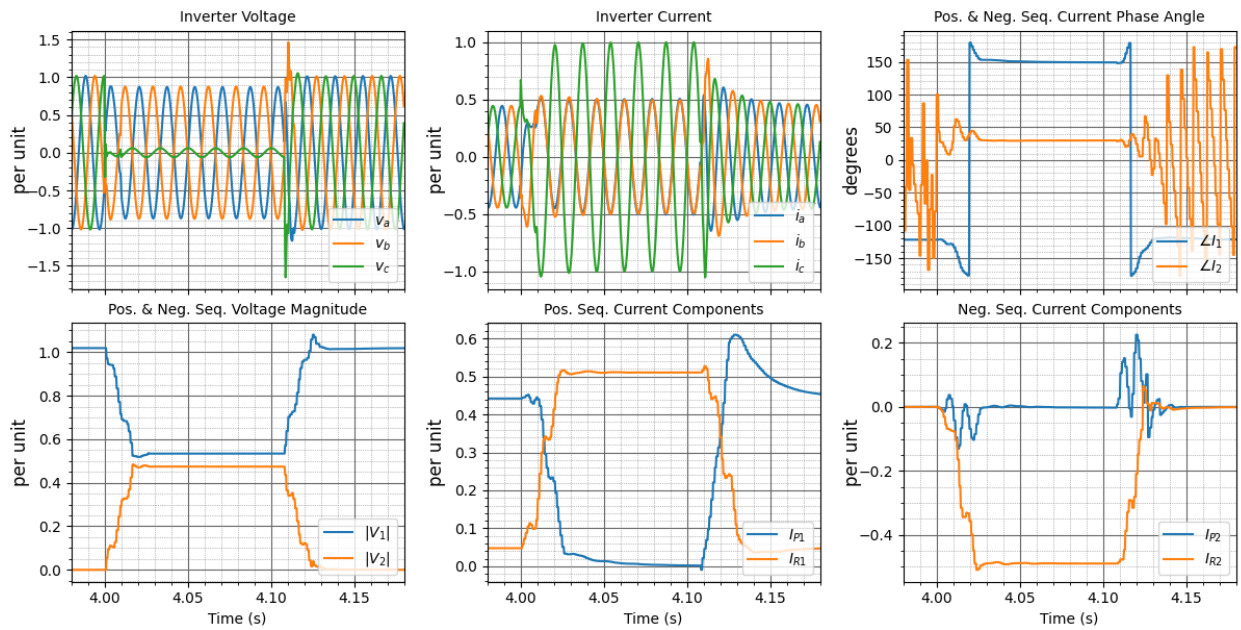 Inverter Voltage
per unit
1.5
1.0
0.5
0.0
−0.5
−1.0
−1.5
v_a
v_b
v_c
Inverter Current
per unit
1.0
0.5
0.0
−0.5
−1.0
i_a
i_b
i_c
Pos. & Neg. Seq. Current Phase Angle
degrees
150
100
50
0
−50
−100
−150
∠I_1
∠I_2
Pos. & Neg. Seq. Voltage Magnitude
per unit
1.0
0.8
0.6
0.4
0.2
0.0
|V_1|
|V_2|
4.00 4.05 4.10 4.15
Time (s)
Pos. Seq. Current Components
per unit
0.6
0.5
0.4
0.3
0.2
0.1
0.0
I_P1
I_R1
4.00 4.05 4.10 4.15
Time (s)
Neg. Seq. Current Components
per unit
0.2
0.0
−0.2
−0.4
I_P2
I_R2
4.00 4.05 4.10 4.15
Time (s)